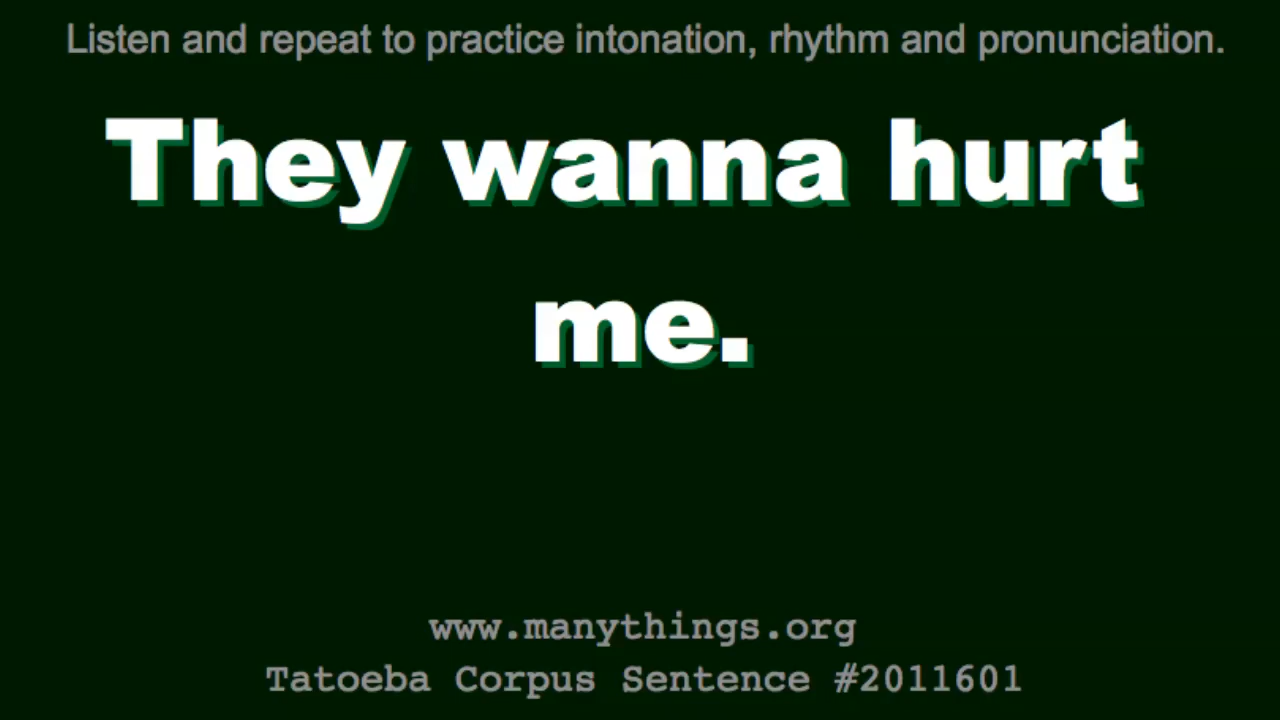 Listen and repeat to practice intonation, rhythm and pronunciation.
They wanna hurt
me.
www.manythings.org
Tatoeba Corpus Sentence #2011601